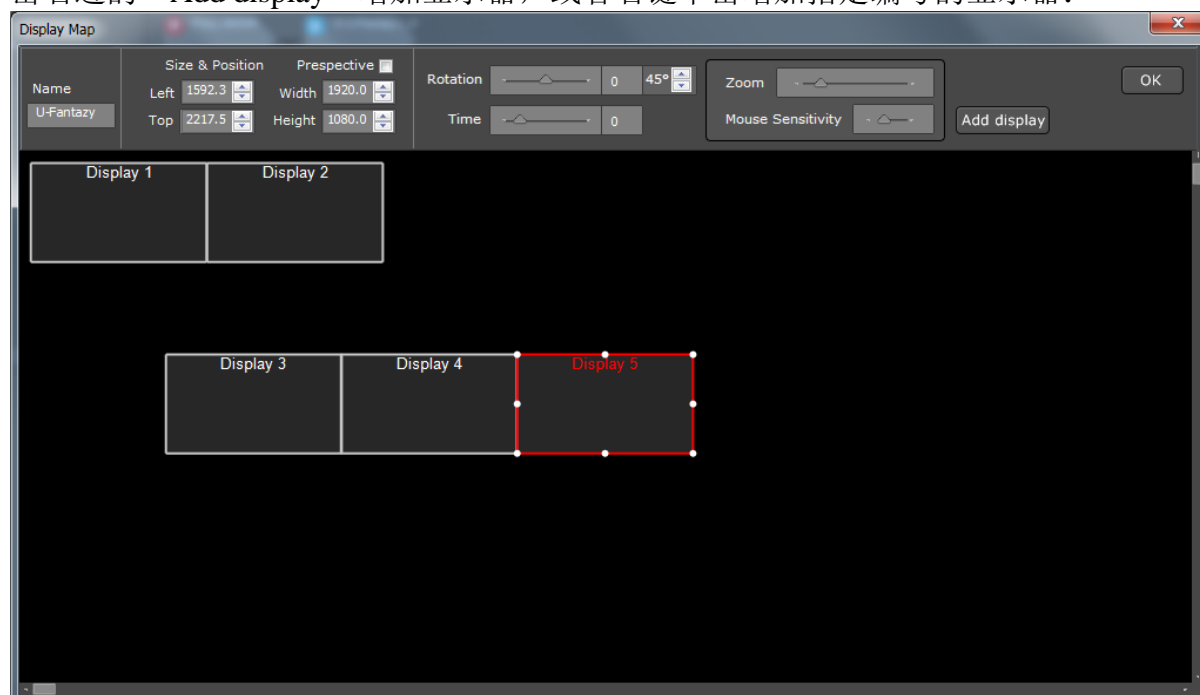 Add display
Display Map
Size & Position Prespective
Name Left 1592.3 Width 1920.0 Rotation 0 45° Zoom OK
U-Fantazy Top 2217.5 Height 1080.0 Time 0 Mouse Sensitivity Add display
Display 1 Display 2
Display 3 Display 4 Display 5